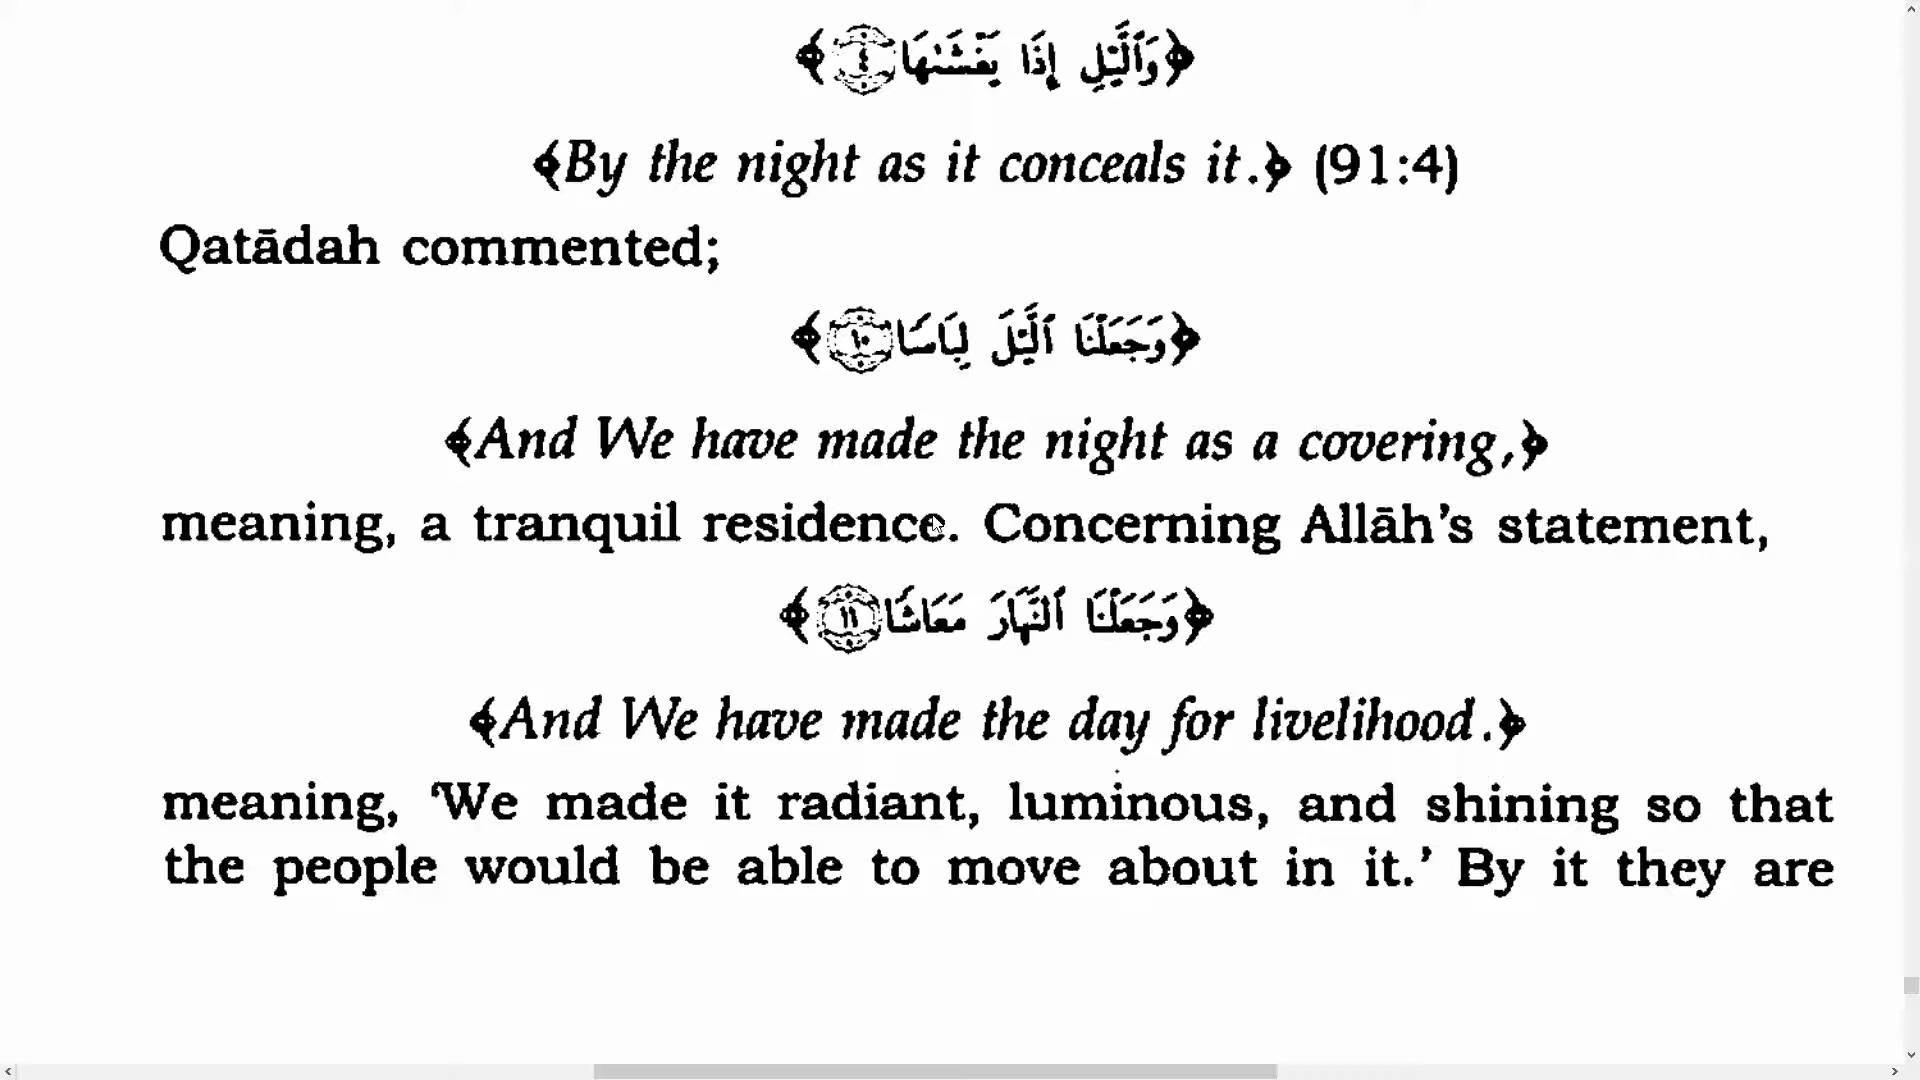 ﴿وَٱلَّيۡلِ إِذَا يَغۡشَىٰهَا ٤﴾
﴾By the night as it conceals it.﴿ (91:4)
Qatādah commented;
﴿وَجَعَلۡنَا ٱلَّيۡلَ لِبَاسٗا ١٠﴾
﴾And We have made the night as a covering,﴿
meaning, a tranquil residence. Concerning Allāh’s statement,
﴿وَجَعَلۡنَا ٱلنَّهَارَ مَعَاشٗا ١١﴾
﴾And We have made the day for livelihood.﴿
meaning, ‘We made it radiant, luminous, and shining so that
the people would be able to move about in it.’ By it they are